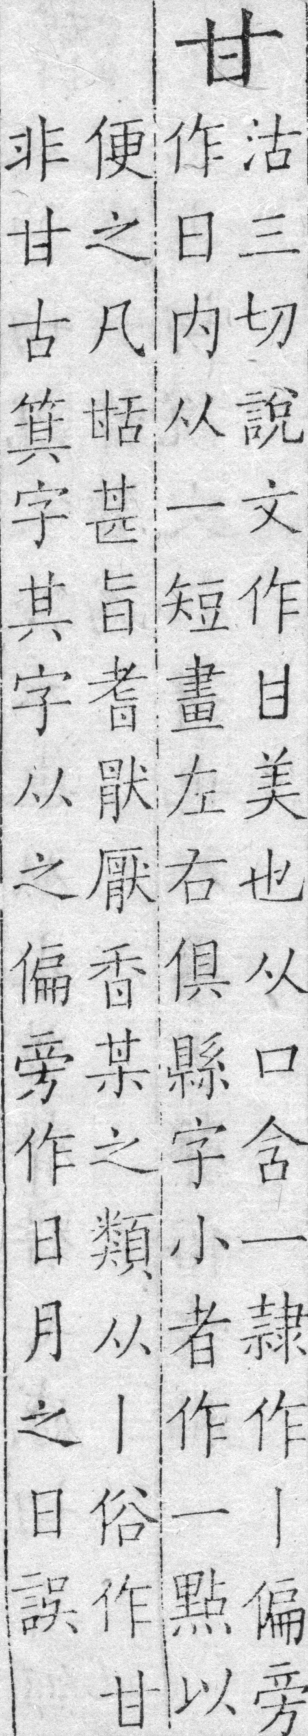 甘
沽三切說文作甘美也从口含一隷作丨偏旁
作日内从一短畫左右俱縣字小者作一點以
便之凡甛甚旨耆猒厭香某之類从丨俗作甘
非甘古箕字其字从之偏旁作日月之日誤